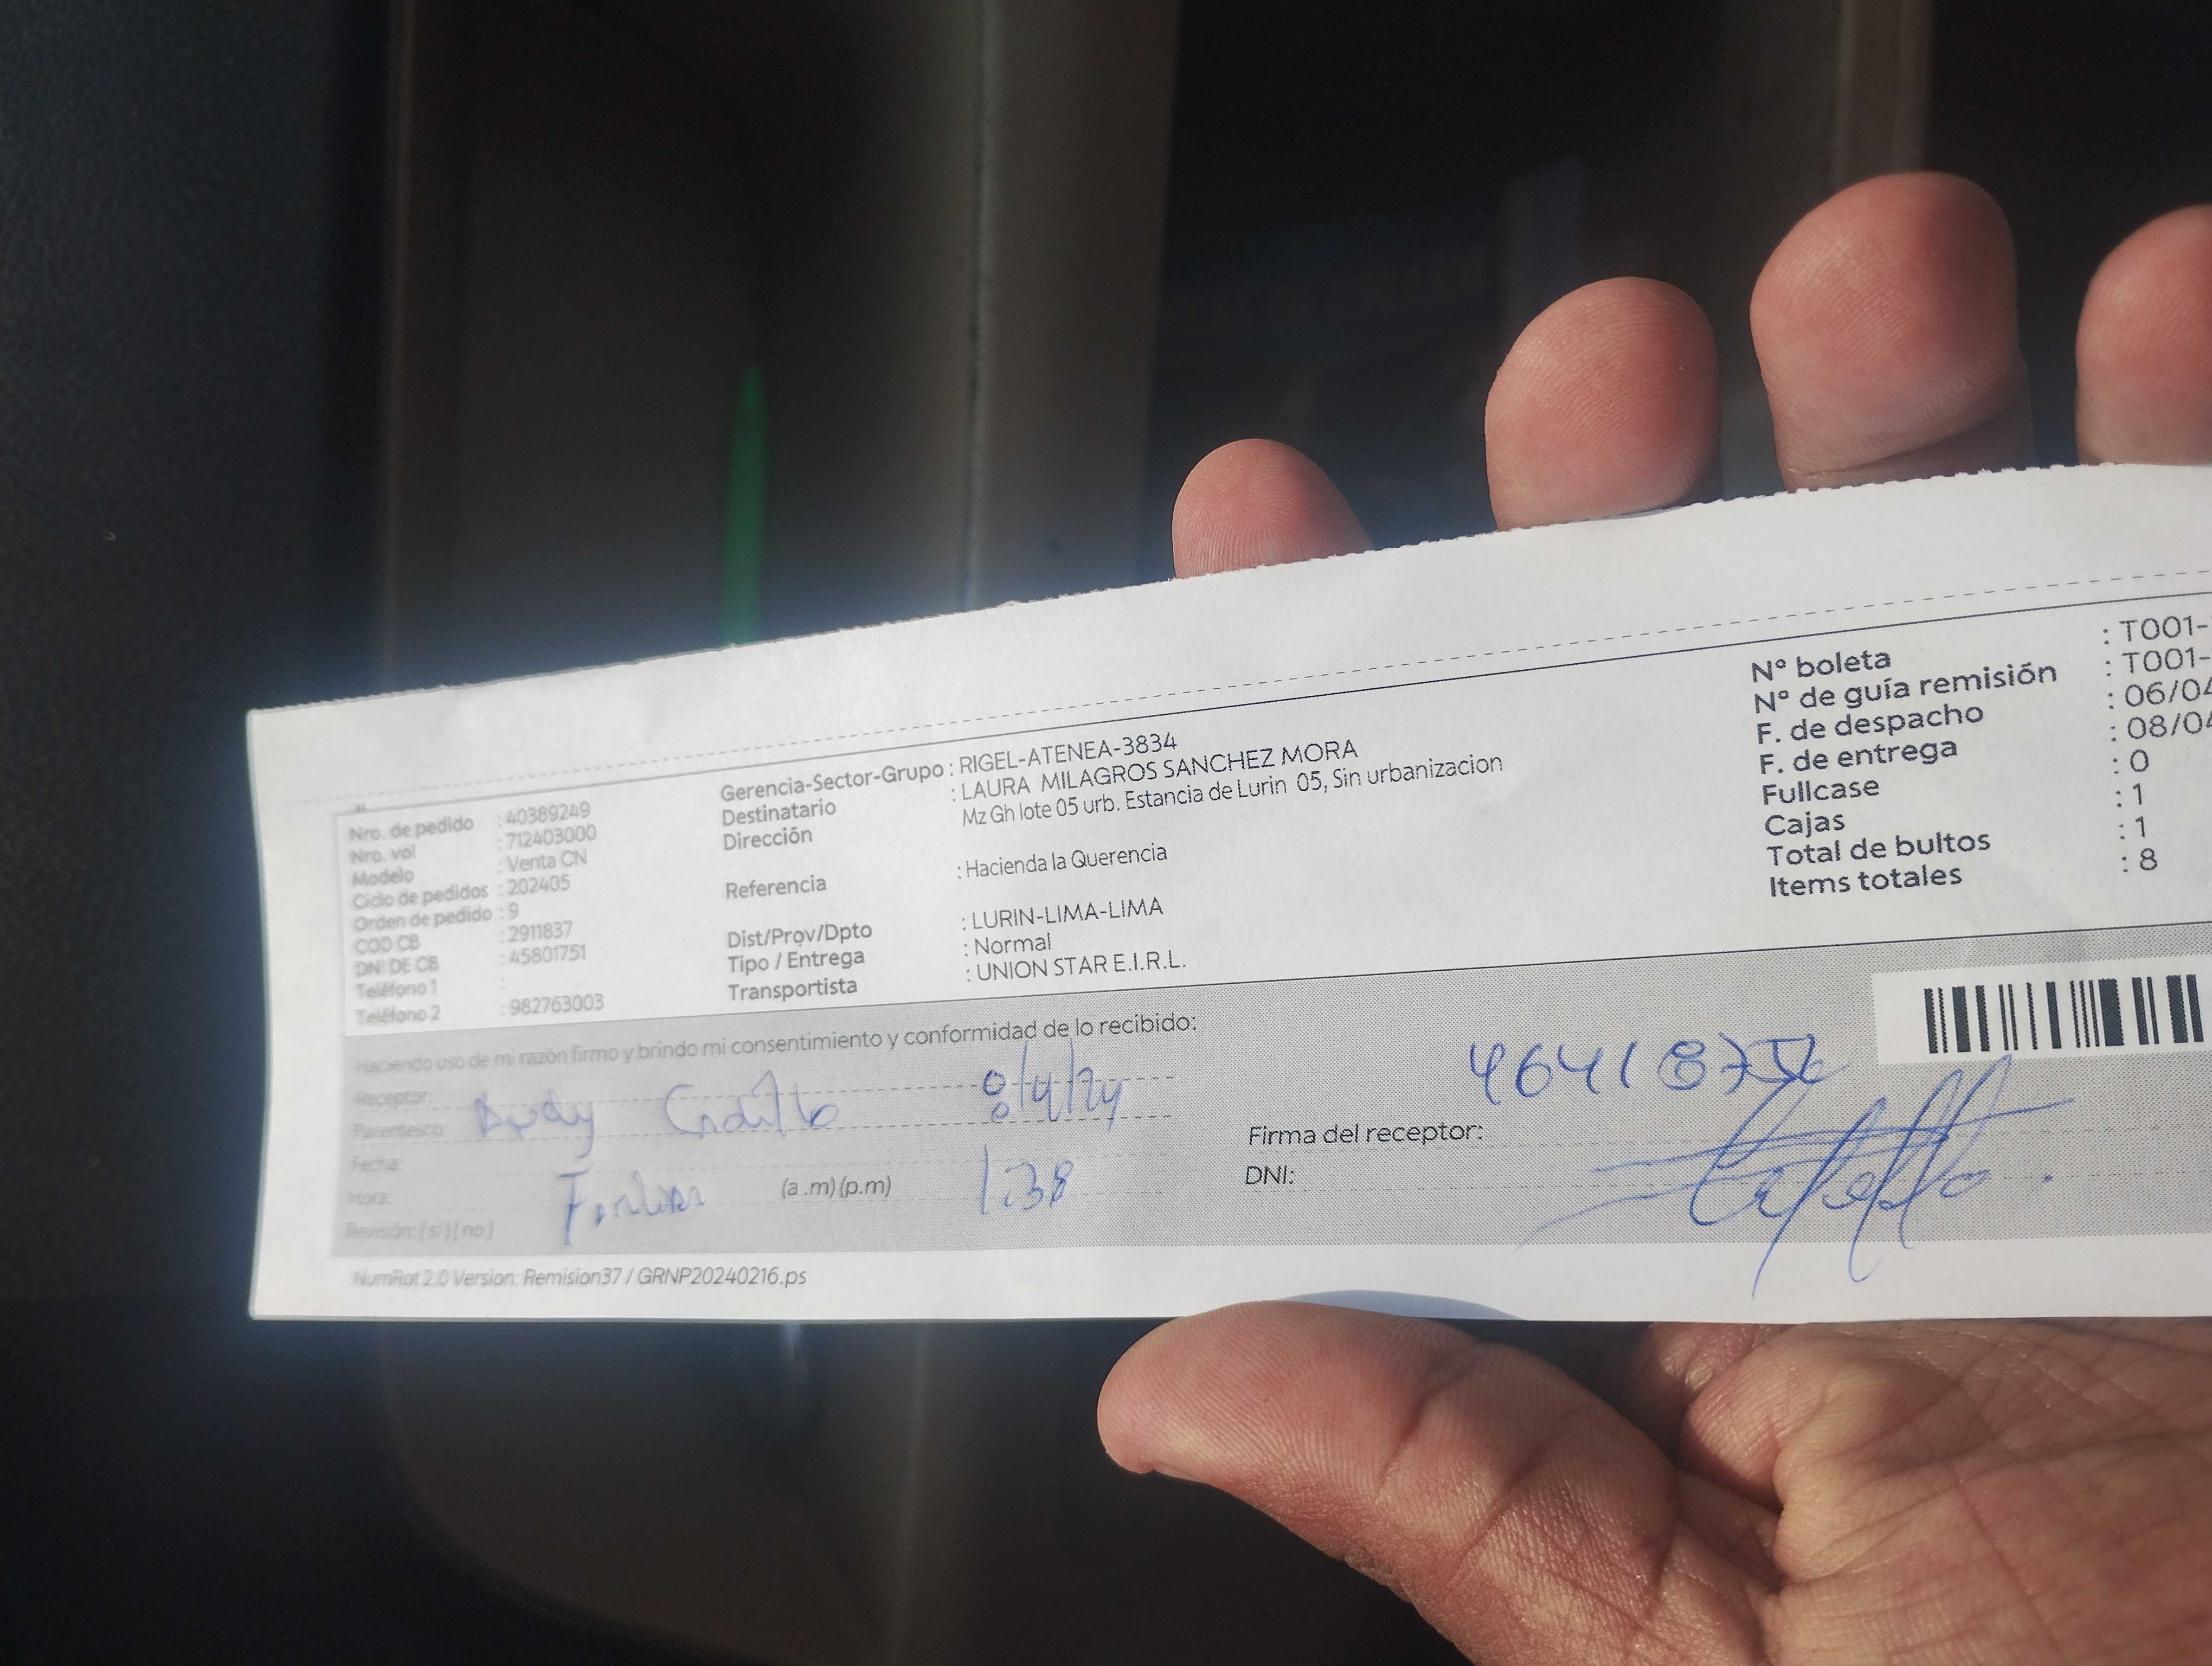 Nro. de pedido : 40389249
Nro. vol : 712403000
Modelo : Venta CN
Ciclo de pedidos : 202405
Orden de pedido : 9
COD CB : 2911837
DNI DE CB : 45801751
Teléfono 1 :
Teléfono 2 : 982763003
Gerencia-Sector-Grupo : RIGEL-ATENEA-3834
Destinatario : LAURA MILAGROS SANCHEZ MORA
Dirección Mz Gh lote 05 urb. Estancia de Lurin 05, Sin urbanizacion
Referencia : Hacienda la Querencia
Dist/Prov/Dpto : LURIN-LIMA-LIMA
Tipo / Entrega : Normal
Transportista : UNION STAR E.I.R.L.
N° boleta : T001-
N° de guía remisión : T001-
F. de despacho : 06/04
F. de entrega : 08/04
Fullcase : 0
Cajas : 1
Total de bultos : 1
Items totales : 8
Haciendo uso de mi razón firmo y brindo mi consentimiento y conformidad de lo recibido:
Receptor:
Parentesco: 8/4/24
Fecha:
Hora: (a.m)(p.m) 1:38
Revisión: (si)(no)
Firma del receptor:
DNI:
NumRot 2.0 Version: Remision37 / GRNP20240216.ps